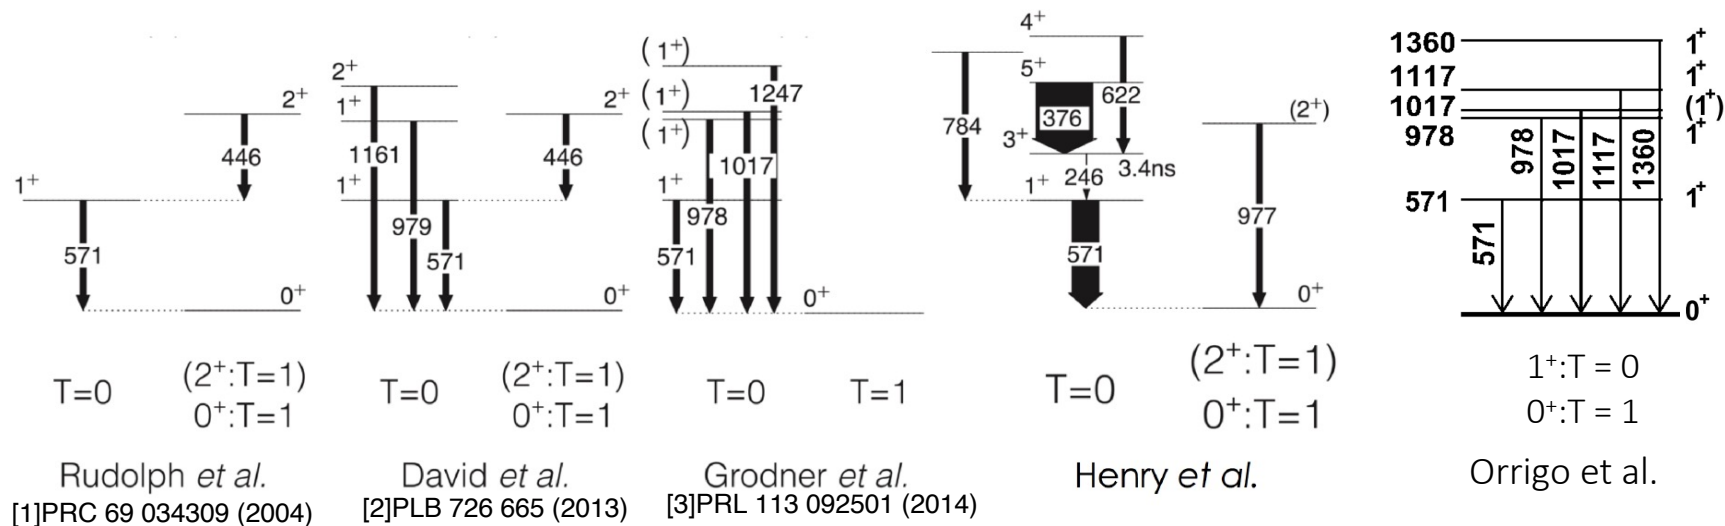 2⁺
446
1⁺
571
0⁺
T=0
(2⁺:T=1)
0⁺:T=1
Rudolph et al.
[1]PRC 69 034309 (2004)
2⁺
1⁺
2⁺
1161
446
1⁺
979
571
0⁺
T=0
(2⁺:T=1)
0⁺:T=1
David et al.
[2]PLB 726 665 (2013)
(1⁺)
1247
(1⁺)
(1⁺)
1017
1⁺
978
571
0⁺
T=0
T=1
Grodner et al.
[3]PRL 113 092501 (2014)
4⁺
5⁺
622
376
784
(2⁺)
3⁺
3.4ns
246
1⁺
977
571
0⁺
T=0
(2⁺:T=1)
0⁺:T=1
Henry et al.
1360 1⁺
1117 1⁺
1017 (1⁺)
978 1⁺
978 1017 1117 1360
571 1⁺
571
0⁺
1⁺:T = 0
0⁺:T = 1
Orrigo et al.